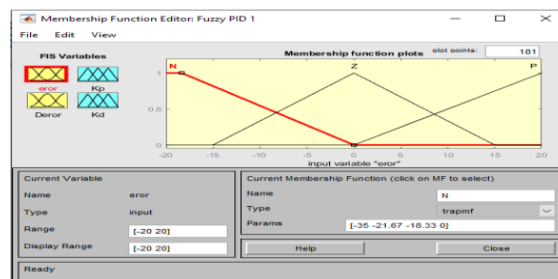 Membership Function Editor: Fuzzy PID 1
File Edit View
FIS Variables
eror Kp
Deror Kd
Membership function plots plot points: 181
N Z P
1
0.5
0
-20 -15 -10 -5 0 5 10 15 20
input variable "eror"
Current Variable
Name eror
Type input
Range [-20 20]
Display Range [-20 20]
Current Membership Function (click on MF to select)
Name N
Type trapmf
Params [-35 -21.67 -18.33 0]
Help Close
Ready